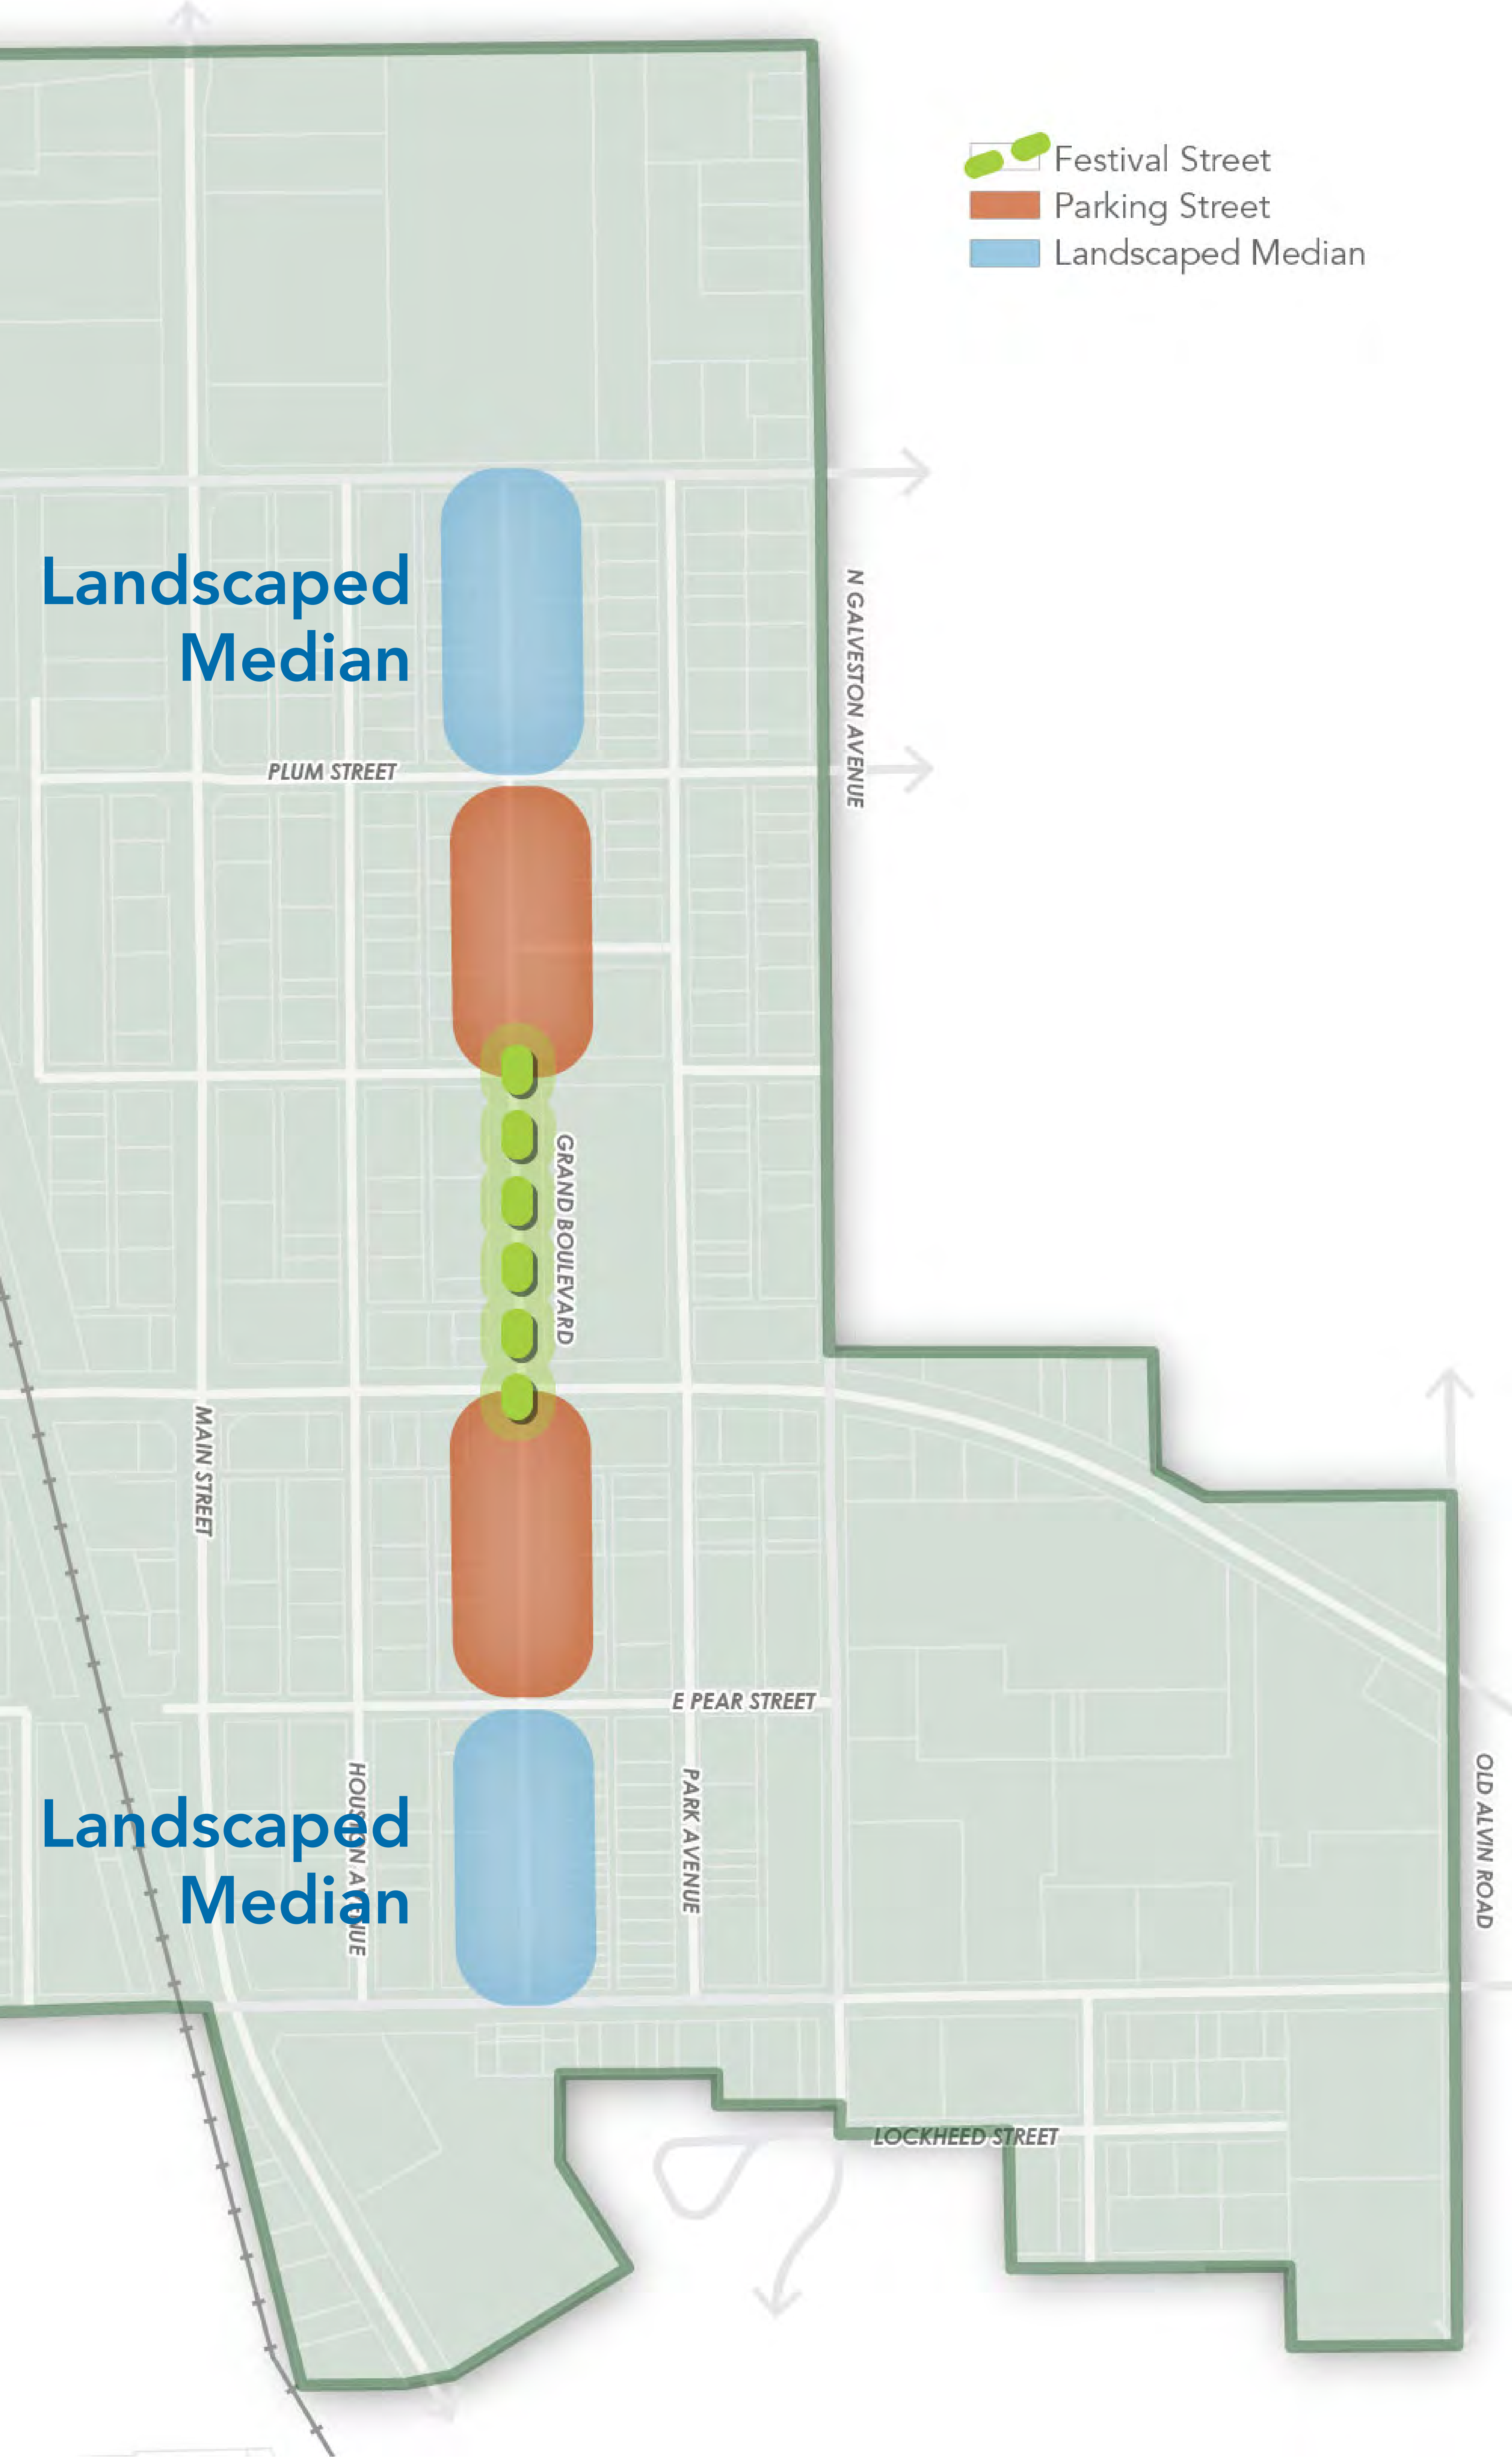 Festival Street
Parking Street
Landscaped Median
Landscaped
Median
N GALVESTON AVENUE
PLUM STREET
GRAND BOULEVARD
MAIN STREET
E PEAR STREET
HOUSTON AVENUE
PARK AVENUE
OLD ALVIN ROAD
Landscaped
Median
LOCKHEED STREET